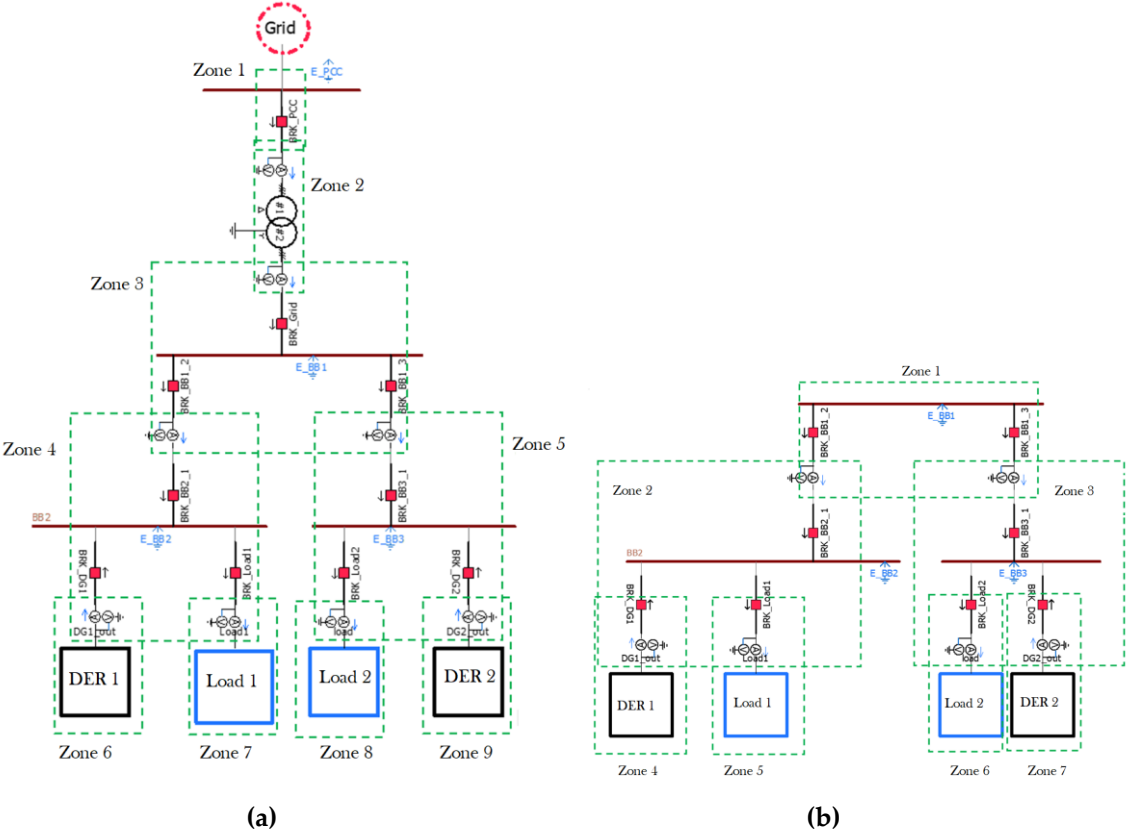 Grid
Zone 1
E_PCC
BRK_PCC
V
A
Zone 2
#1
#2
Δ
Y
V
A
Zone 3
BRK_Grid
E_BB1
BRK_BB1_2
BRK_BB1_3
V
A
V
A
Zone 4
Zone 5
BRK_BB2_1
BRK_BB3_1
BB2
E_BB2
E_BB3
BRK_DG1
BRK_Load1
BRK_Load2
BRK_DG2
A
V
V
A
V
A
A
V
DG1_out
Load1
load
DG2_out
DER 1
Load 1
Load 2
DER 2
Zone 6
Zone 7
Zone 8
Zone 9
(a)
Zone 1
E_BB1
BRK_BB1_2
BRK_BB1_3
V
A
V
A
Zone 2
Zone 3
BRK_BB2_1
BRK_BB3_1
BB2
E_BB2
E_BB3
BRK_DG1
BRK_Load1
BRK_Load2
BRK_DG2
A
V
V
A
V
A
A
V
DG1_out
Load1
load
DG2_out
DER 1
Load 1
Load 2
DER 2
Zone 4
Zone 5
Zone 6
Zone 7
(b)